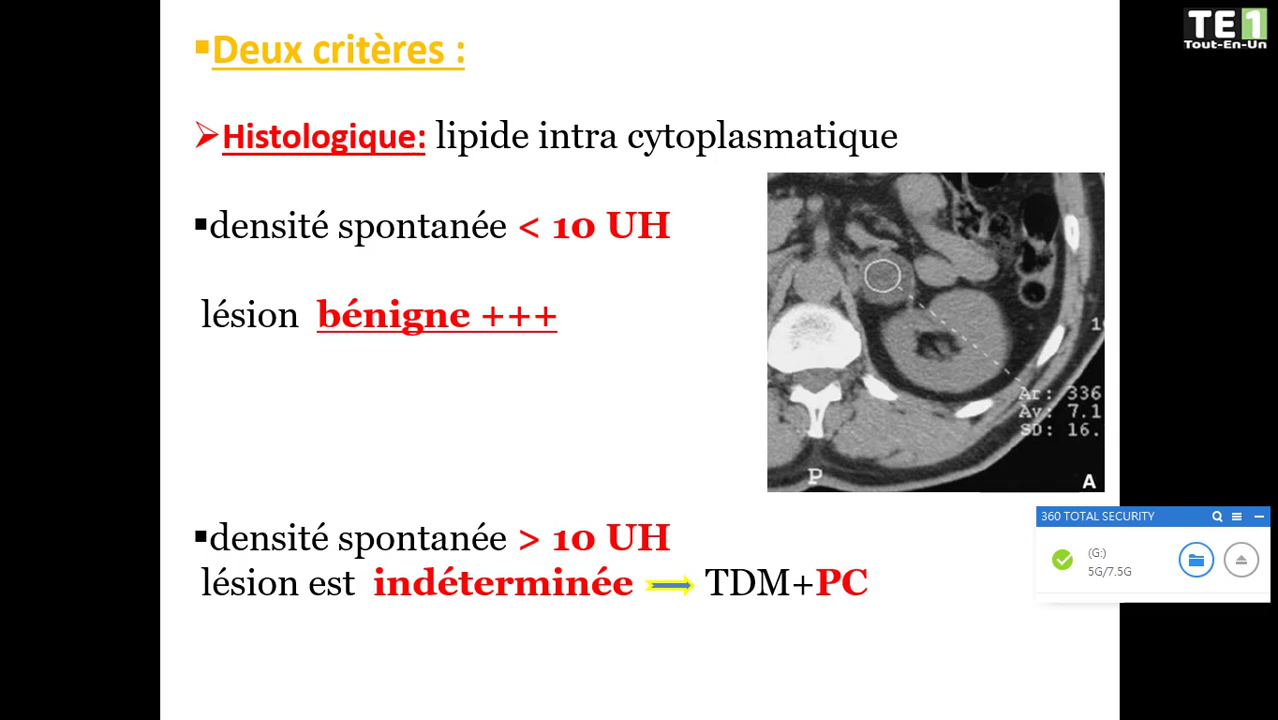 TE1
Tout-En-Un
Deux critères :
Histologique: lipide intra cytoplasmatique
densité spontanée < 10 UH
lésion bénigne +++
Ar: 336
Av: 7.1
SD: 16.
P
A
densité spontanée > 10 UH
lésion est indéterminée TDM+PC
360 TOTAL SECURITY
(G:)
5G/7.5G